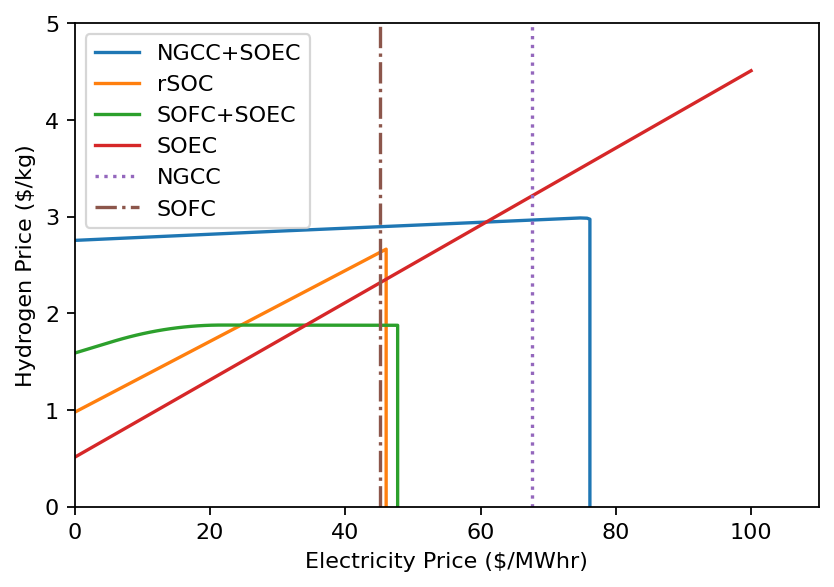 5
4
3
2
1
0
Hydrogen Price ($/kg)
NGCC+SOEC
rSOC
SOFC+SOEC
SOEC
NGCC
SOFC
0 20 40 60 80 100
Electricity Price ($/MWhr)